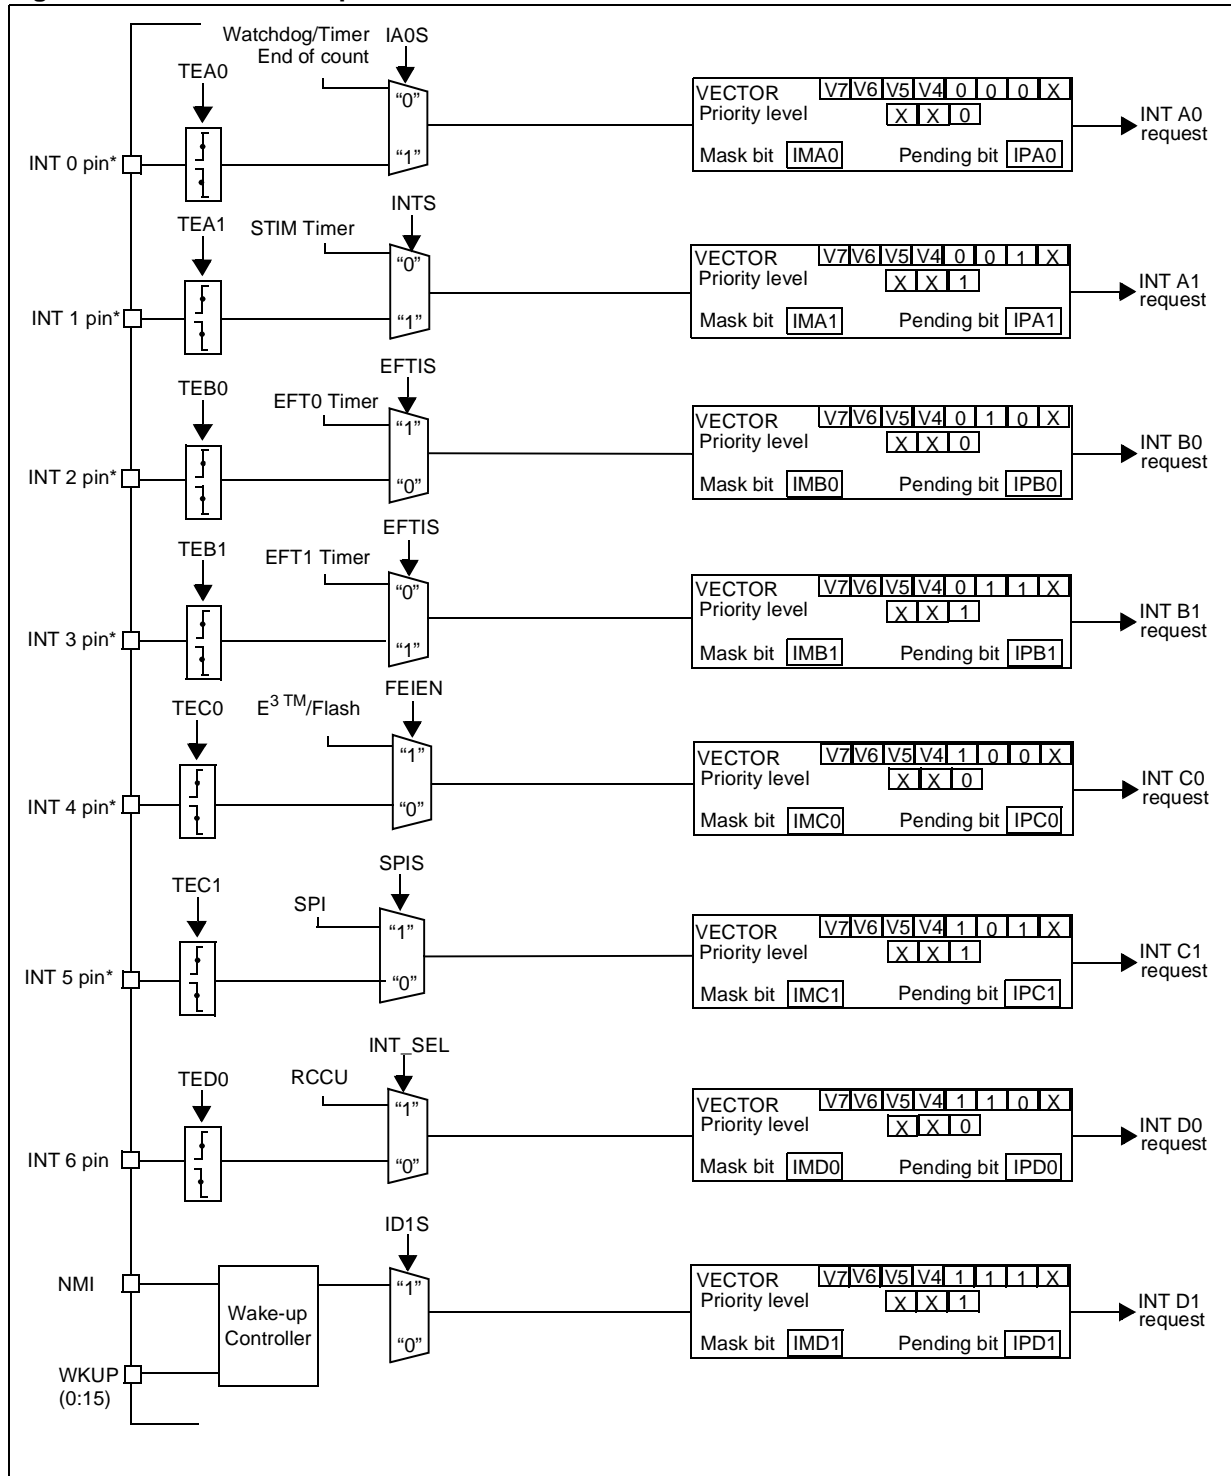 Watchdog/Timer
End of count
IA0S
TEA0
“0”
“1”
INT 0 pin*
VECTOR V7 V6 V5 V4 0 0 0 X
Priority level X X 0
Mask bit IMA0 Pending bit IPA0
INT A0
request
INTS
TEA1
STIM Timer
“0”
“1”
INT 1 pin*
VECTOR V7 V6 V5 V4 0 0 1 X
Priority level X X 1
Mask bit IMA1 Pending bit IPA1
INT A1
request
EFTIS
TEB0
EFT0 Timer
“1”
“0”
INT 2 pin*
VECTOR V7 V6 V5 V4 0 1 0 X
Priority level X X 0
Mask bit IMB0 Pending bit IPB0
INT B0
request
EFTIS
TEB1
EFT1 Timer
“0”
“1”
INT 3 pin*
VECTOR V7 V6 V5 V4 0 1 1 X
Priority level X X 1
Mask bit IMB1 Pending bit IPB1
INT B1
request
FEIEN
TEC0
E3 TM/Flash
“1”
“0”
INT 4 pin*
VECTOR V7 V6 V5 V4 1 0 0 X
Priority level X X 0
Mask bit IMC0 Pending bit IPC0
INT C0
request
SPIS
TEC1
SPI
“1”
“0”
INT 5 pin*
VECTOR V7 V6 V5 V4 1 0 1 X
Priority level X X 1
Mask bit IMC1 Pending bit IPC1
INT C1
request
INT_SEL
TED0
RCCU
“1”
“0”
INT 6 pin
VECTOR V7 V6 V5 V4 1 1 0 X
Priority level X X 0
Mask bit IMD0 Pending bit IPD0
INT D0
request
ID1S
NMI
Wake-up
Controller
“1”
“0”
WKUP
(0:15)
VECTOR V7 V6 V5 V4 1 1 1 X
Priority level X X 1
Mask bit IMD1 Pending bit IPD1
INT D1
request